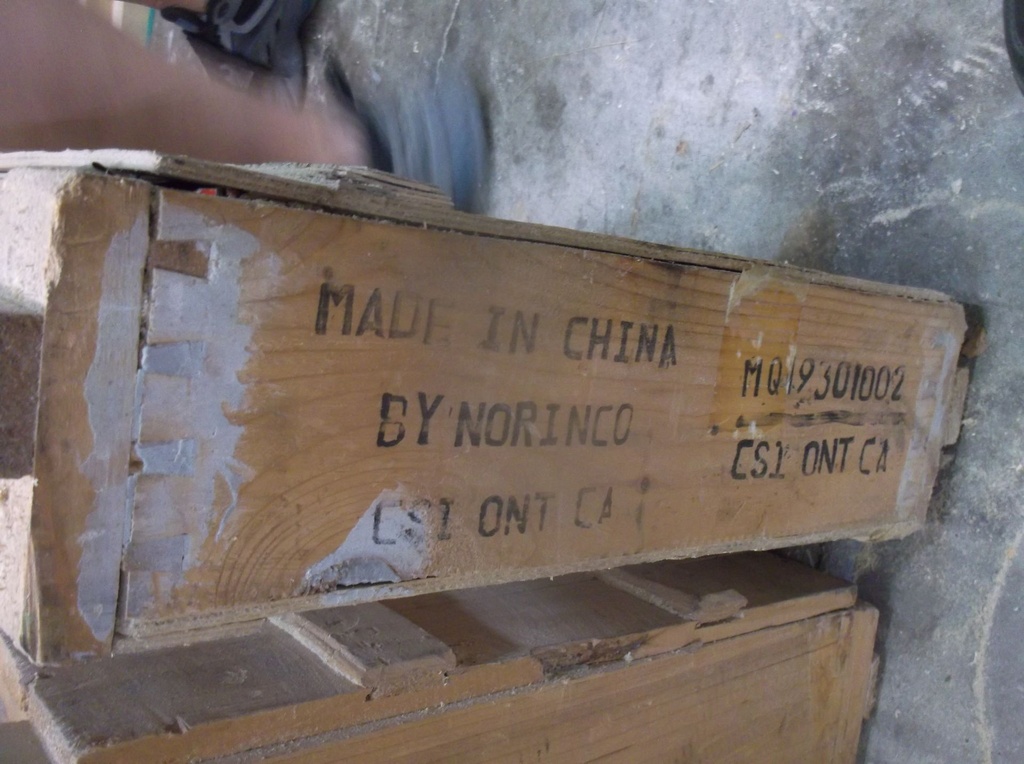 MADE IN CHINA
BY NORINCO
CSI ONT CA
MQ19301002
CSI ONT CA